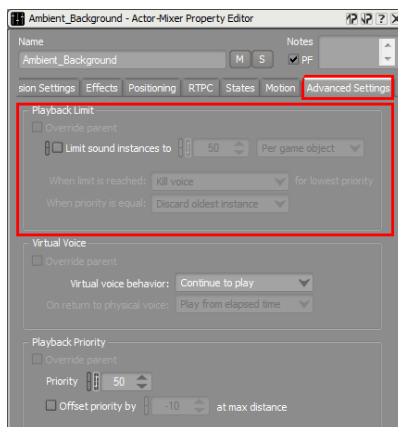 Ambient_Background - Actor-Mixer Property Editor
Name
Notes
Ambient_Background
M S
PF
sion Settings Effects Positioning RTPC States Motion Advanced Settings
Playback Limit
Override parent
Limit sound instances to 50 Per game object
When limit is reached: Kill voice for lowest priority
When priority is equal: Discard oldest instance
Virtual Voice
Override parent
Virtual voice behavior: Continue to play
On return to physical voice: Play from elapsed time
Playback Priority
Override parent
Priority 50
Offset priority by -10 at max distance